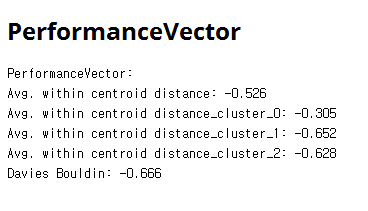 PerformanceVector
PerformanceVector:
Avg. within centroid distance: -0.526
Avg. within centroid distance_cluster_0: -0.305
Avg. within centroid distance_cluster_1: -0.652
Avg. within centroid distance_cluster_2: -0.628
Davies Bouldin: -0.666